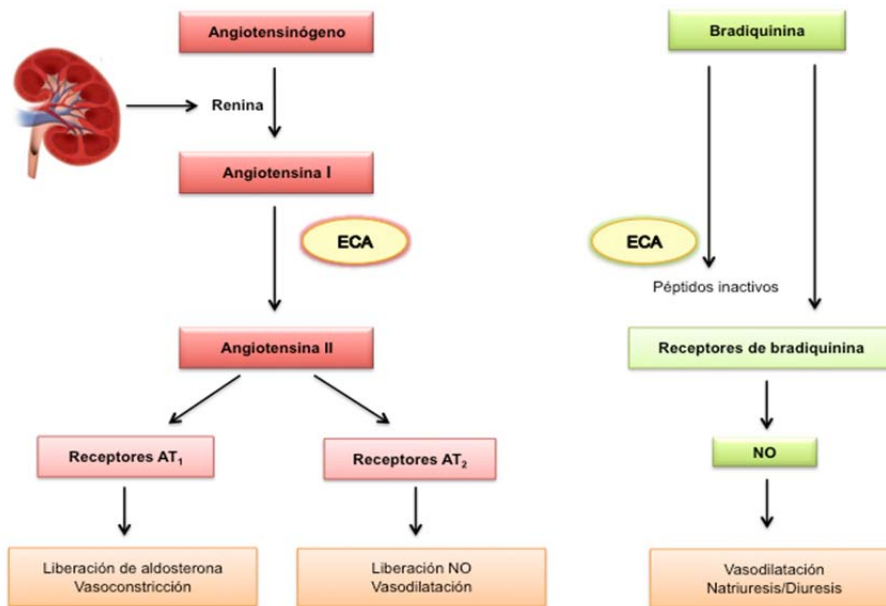 Angiotensinógeno
Renina
Angiotensina I
ECA
Angiotensina II
Receptores AT₁
Receptores AT₂
Liberación de aldosterona
Vasoconstricción
Liberación NO
Vasodilatación
Bradiquinina
ECA
Péptidos inactivos
Receptores de bradiquinina
NO
Vasodilatación
Natriuresis/Diuresis